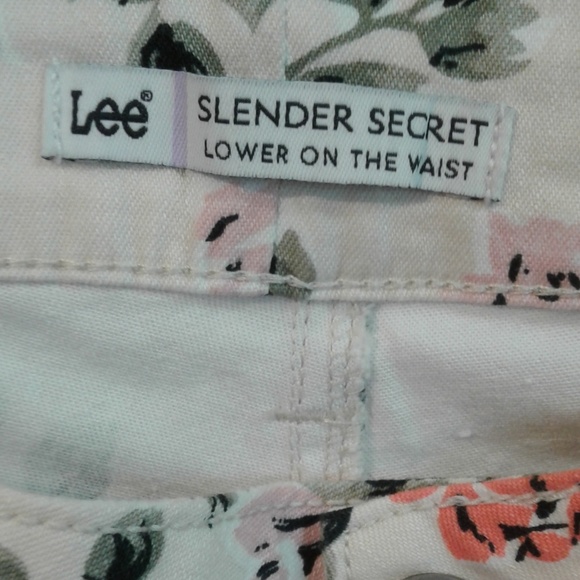 Lee®
SLENDER SECRET
LOWER ON THE WAIST